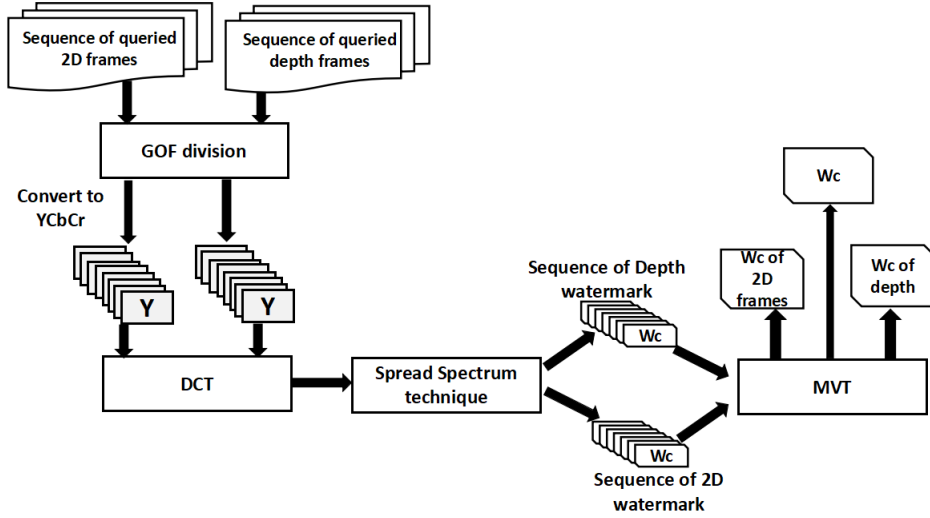 Sequence of queried
2D frames
Sequence of queried
depth frames
GOF division
Convert to
YCbCr
Y
Y
DCT
Spread Spectrum
technique
Sequence of Depth
watermark
Wc
Wc
Sequence of 2D
watermark
MVT
Wc of
2D
frames
Wc
Wc of
depth